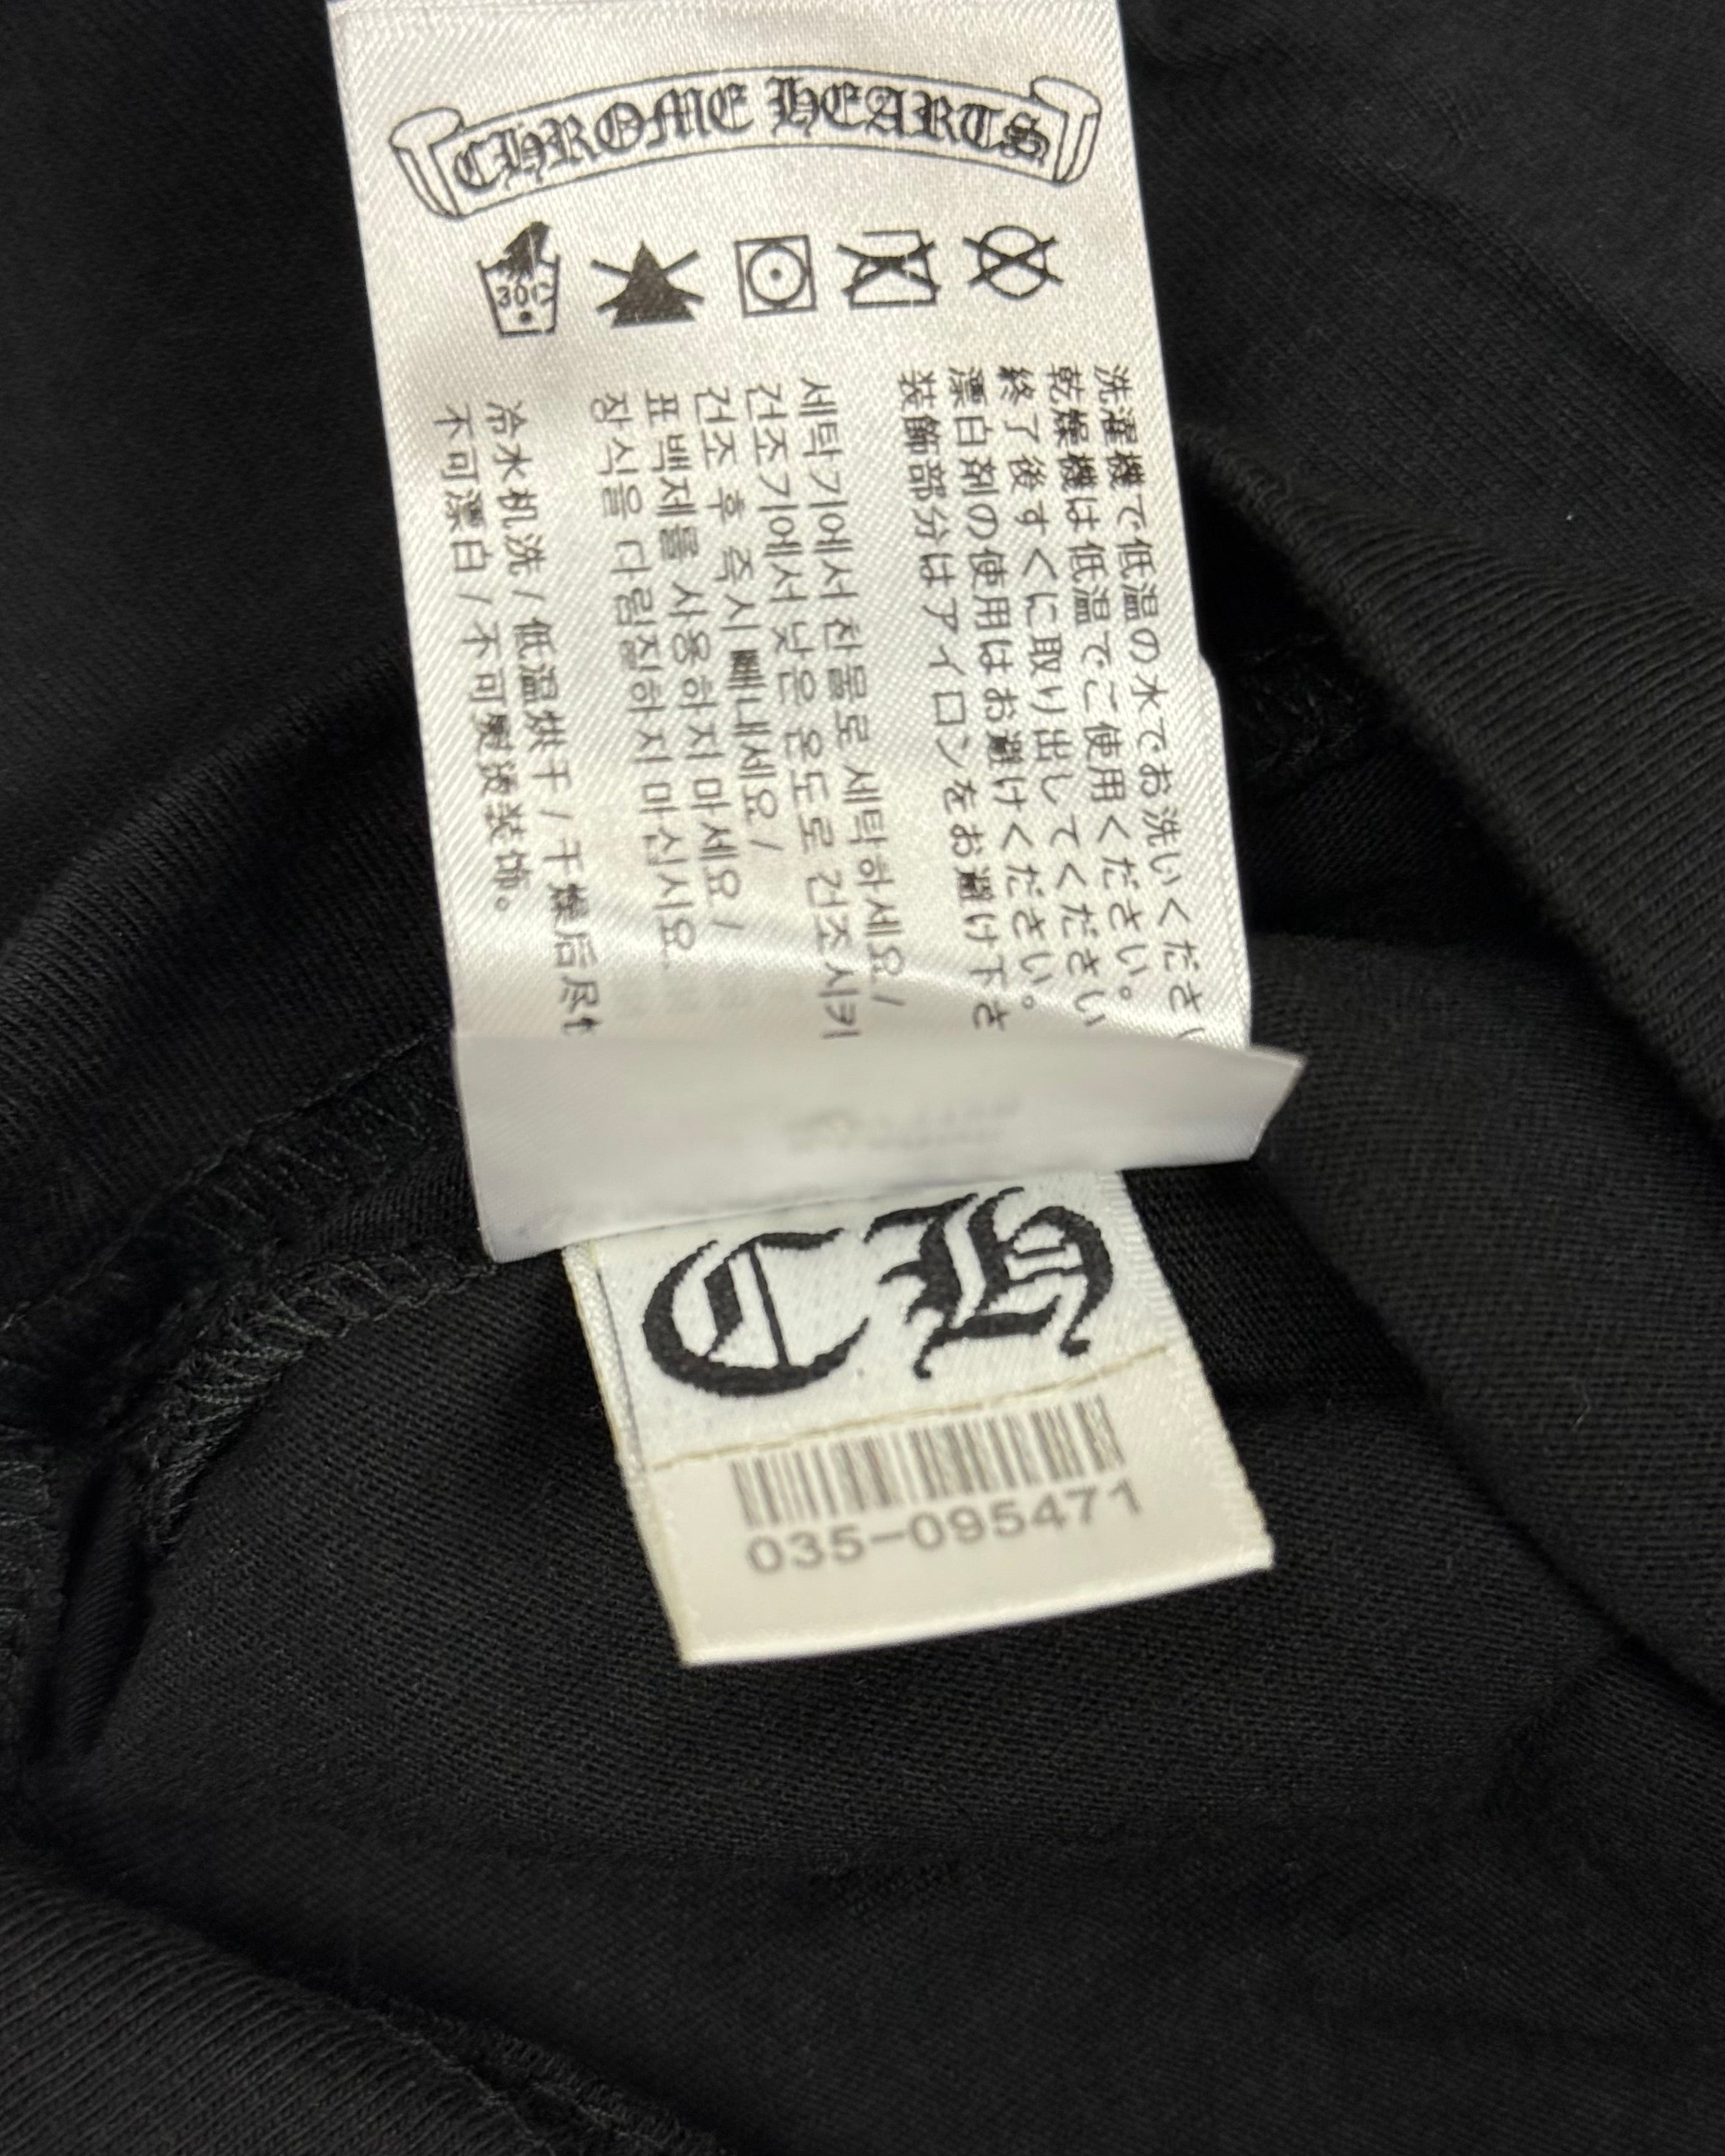 CHROME HEARTS
30C
洗濯機で低温の水でお洗いくださ
乾燥機は低温でご使用ください。
終了後すぐに取り出してください
漂白剤の使用はお避けください。
装飾部分はアイロンをお避け下さ
세탁기에서 찬물로 세탁하세요 /
건조기에서 낮은 온도로 건조시키
건조 후 즉시 빼내세요 /
표백제를 사용하지 마세요 /
장식을 다림질하지 마십시요
冷水机洗 / 低温烘干 / 干燥后尽
不可漂白 / 不可熨烫装饰。
CH
035-095471